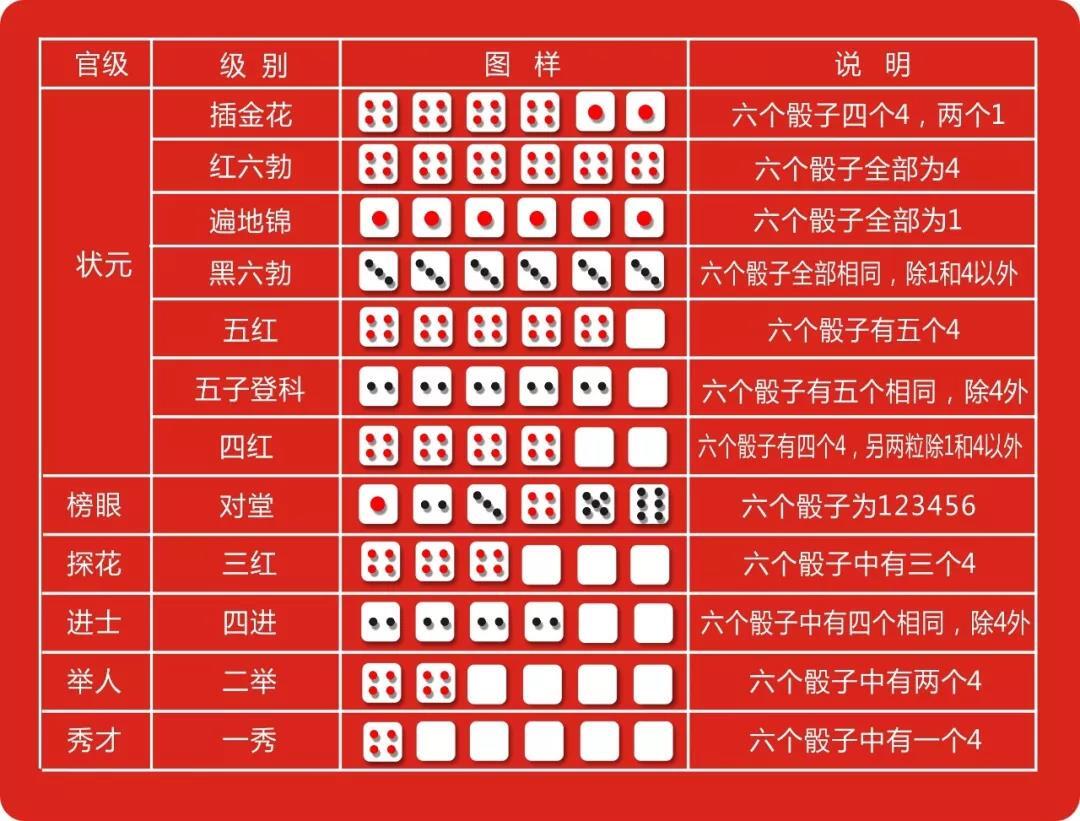 官级 级别 图样 说明
状元
插金花 六个骰子四个4，两个1
红六勃 六个骰子全部为4
遍地锦 六个骰子全部为1
黑六勃 六个骰子全部相同，除1和4以外
五红 六个骰子有五个4
五子登科 六个骰子有五个相同，除4外
四红 六个骰子有四个4，另两粒除1和4以外
榜眼 对堂 六个骰子为123456
探花 三红 六个骰子中有三个4
进士 四进 六个骰子中有四个相同，除4外
举人 二举 六个骰子中有两个4
秀才 一秀 六个骰子中有一个4